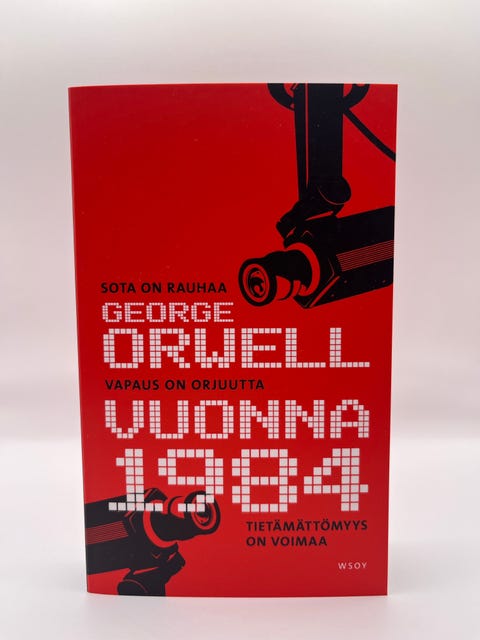 SOTA ON RAUHAA
GEORGE
ORWELL
VAPAUS ON ORJUUTTA
VUONNA
1984
TIETÄMÄTTÖMYYS
ON VOIMAA
WSOY